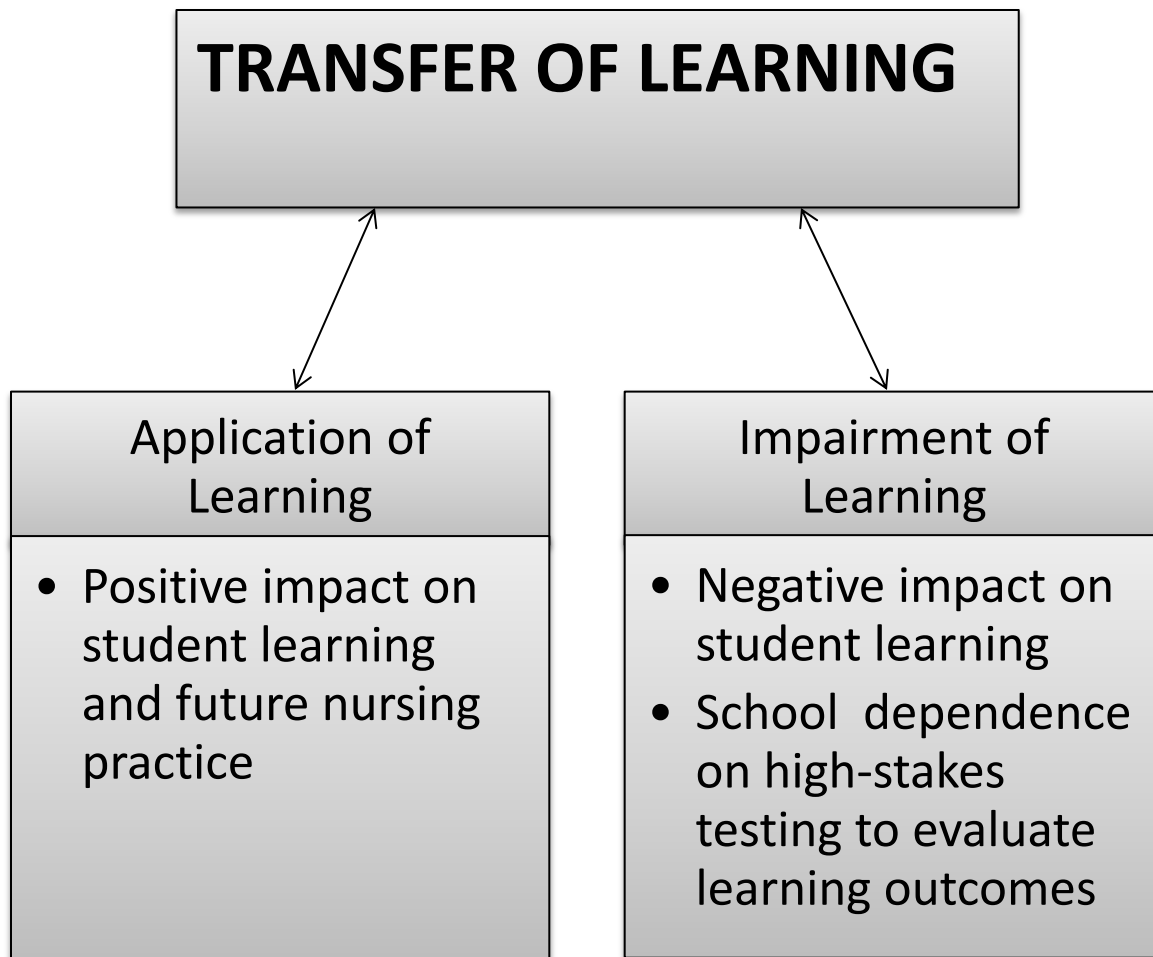 TRANSFER OF LEARNING
Application of
Learning
• Positive impact on
student learning
and future nursing
practice
Impairment of
Learning
• Negative impact on
student learning
• School  dependence
on high-stakes
testing to evaluate
learning outcomes